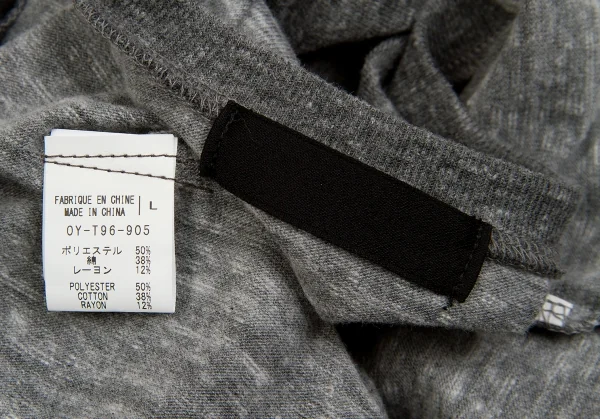 FABRIQUE EN CHINE
MADE IN CHINA
L
OY-T96-905
ポリエステル 50%
綿 38%
レーヨン 12%
POLYESTER 50%
COTTON 38%
RAYON 12%